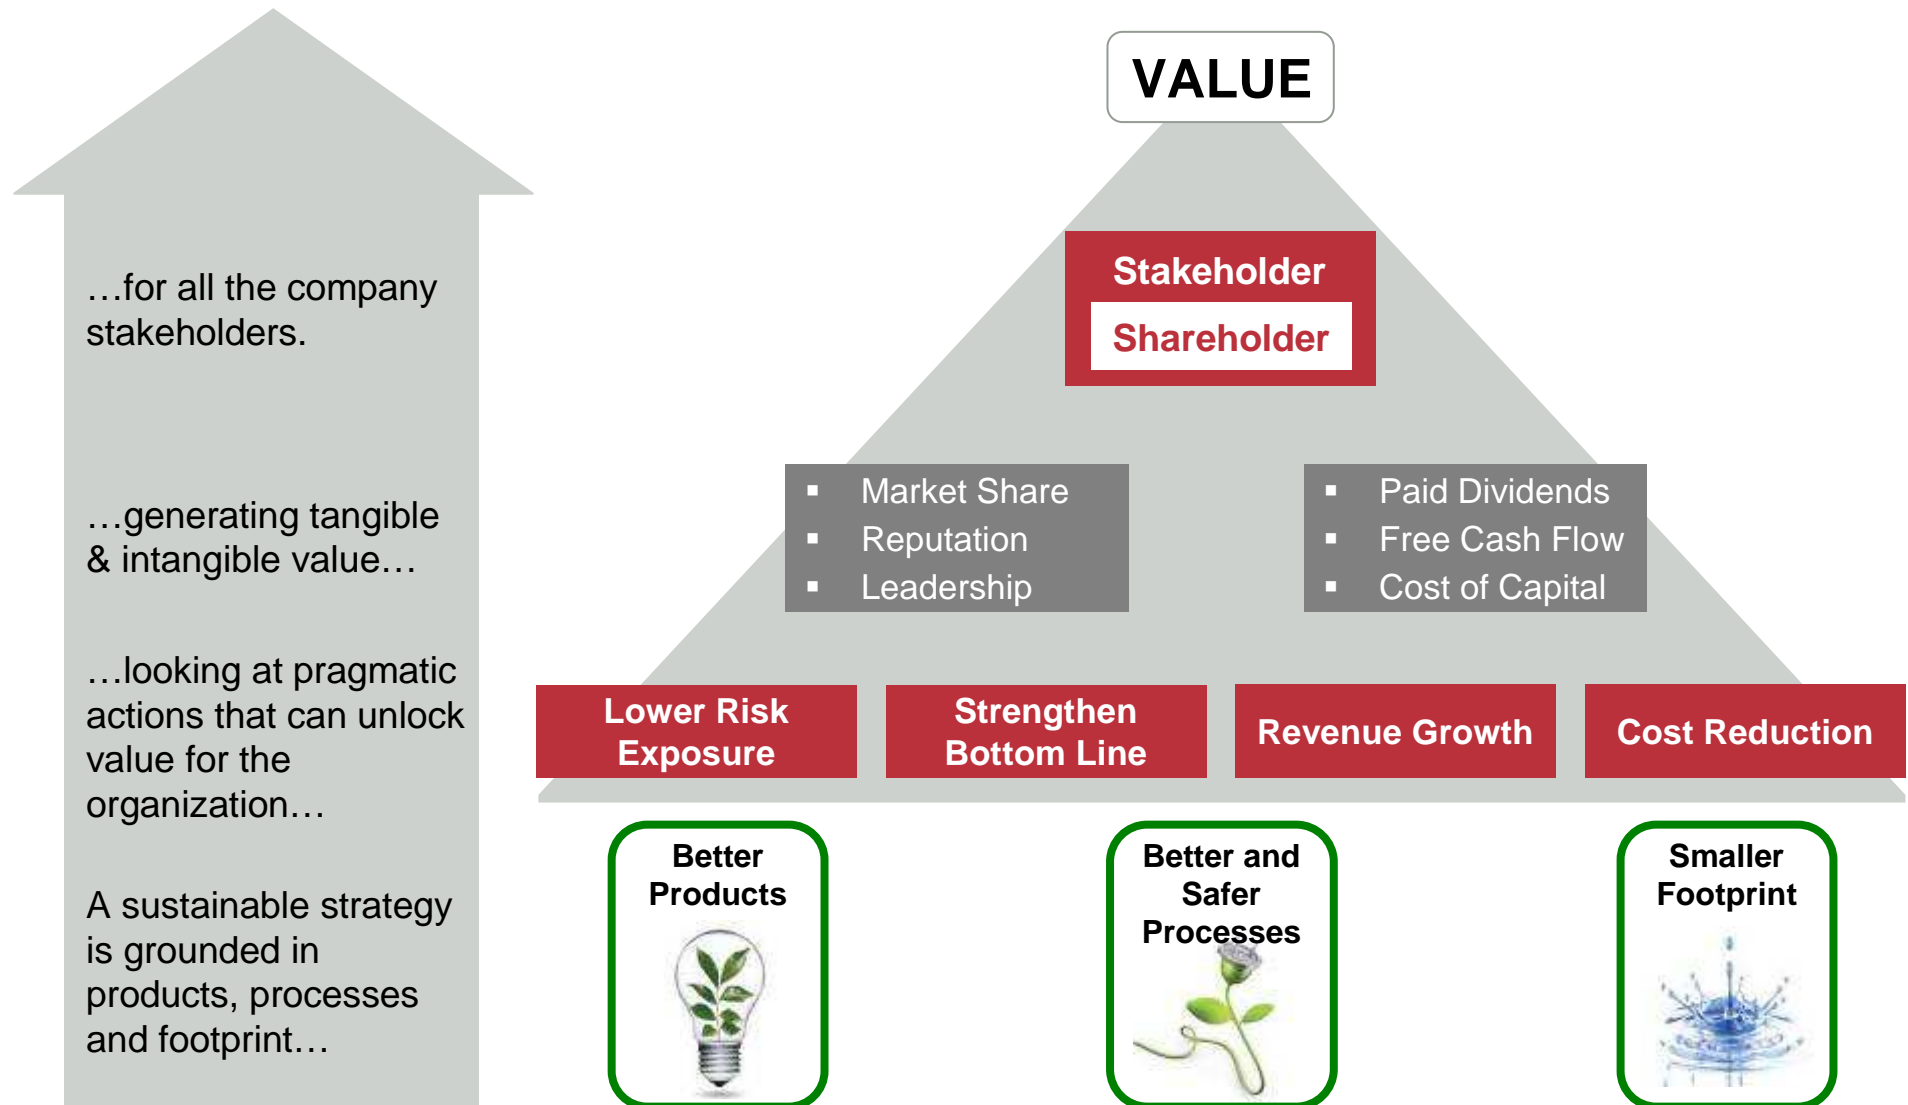 …for all the company
stakeholders.
…generating tangible
& intangible value…
…looking at pragmatic
actions that can unlock
value for the
organization…
A sustainable strategy
is grounded in
products, processes
and footprint…
VALUE
Stakeholder
Shareholder
▪ Market Share
▪ Reputation
▪ Leadership
▪ Paid Dividends
▪ Free Cash Flow
▪ Cost of Capital
Lower Risk
Exposure
Strengthen
Bottom Line
Revenue Growth
Cost Reduction
Better
Products
Better and
Safer
Processes
Smaller
Footprint